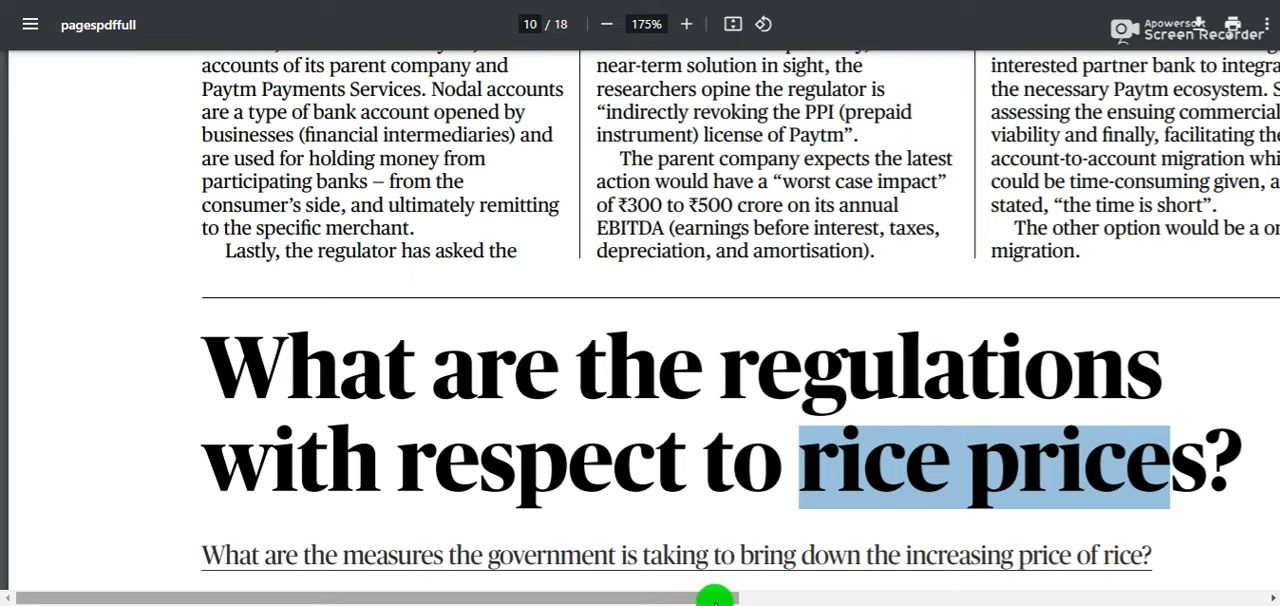 pagespdffull
10 / 18
175%
Apowersoft
Screen Recorder
accounts of its parent company and
Paytm Payments Services. Nodal accounts
are a type of bank account opened by
businesses (financial intermediaries) and
are used for holding money from
participating banks — from the
consumer’s side, and ultimately remitting
to the specific merchant.
Lastly, the regulator has asked the
near-term solution in sight, the
researchers opine the regulator is
“indirectly revoking the PPI (prepaid
instrument) license of Paytm”.
The parent company expects the latest
action would have a “worst case impact”
of ₹300 to ₹500 crore on its annual
EBITDA (earnings before interest, taxes,
depreciation, and amortisation).
interested partner bank to integra
the necessary Paytm ecosystem. S
assessing the ensuing commercial
viability and finally, facilitating the
account-to-account migration whi
could be time-consuming given, a
stated, “the time is short”.
The other option would be a o
migration.
What are the regulations
with respect to rice prices?
What are the measures the government is taking to bring down the increasing price of rice?